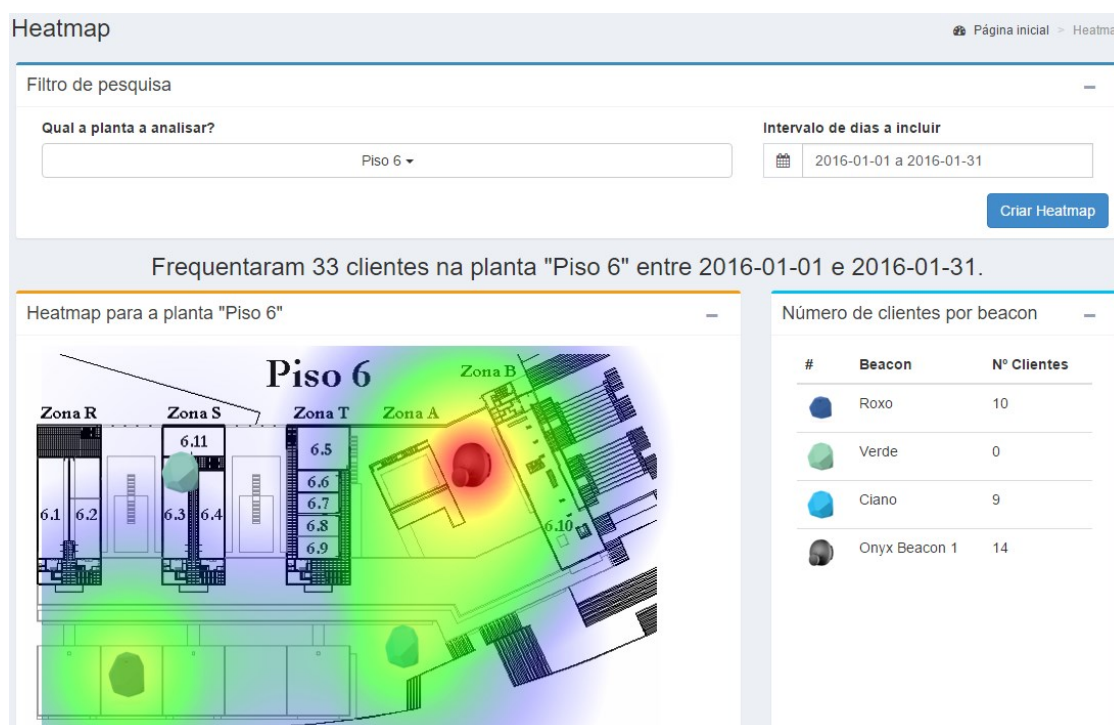 Heatmap
Página inicial > Heatma
Filtro de pesquisa
Qual a planta a analisar?
Intervalo de dias a incluir
Piso 6
2016-01-01 a 2016-01-31
Criar Heatmap
Frequentaram 33 clientes na planta "Piso 6" entre 2016-01-01 e 2016-01-31.
Heatmap para a planta "Piso 6"
Piso 6
Zona B
Zona R
Zona S
Zona T
Zona A
6.11
6.5
6.6
6.7
6.1
6.2
6.3
6.4
6.8
6.10
6.9
Número de clientes por beacon
# Beacon Nº Clientes
Roxo 10
Verde 0
Ciano 9
Onyx Beacon 1 14